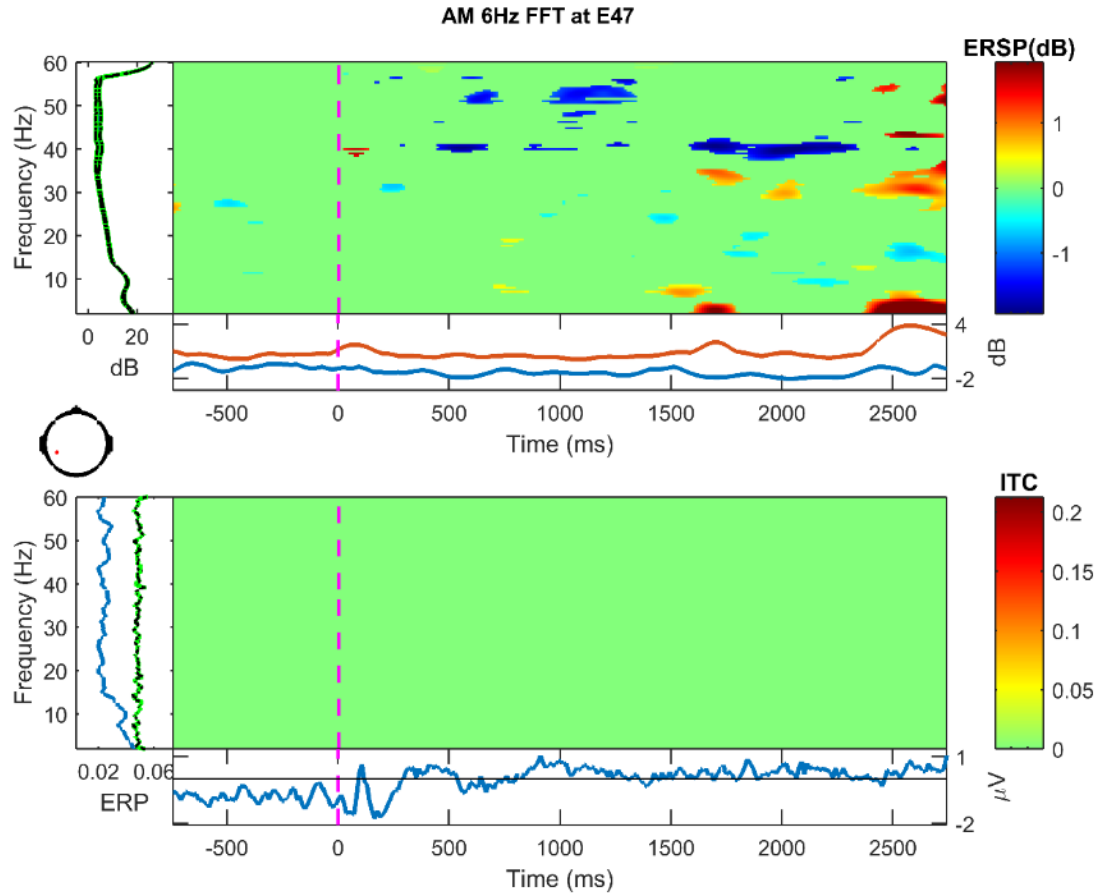 AM 6Hz FFT at E47
ERSP(dB)
60
50
40
30
20
10
Frequency (Hz)
1
0
-1
0 20
dB
4
-2
dB
-500 0 500 1000 1500 2000 2500
Time (ms)
ITC
60
50
40
30
20
10
Frequency (Hz)
0.2
0.15
0.1
0.05
0
0.02 0.06
ERP
1
-2
μV
-500 0 500 1000 1500 2000 2500
Time (ms)